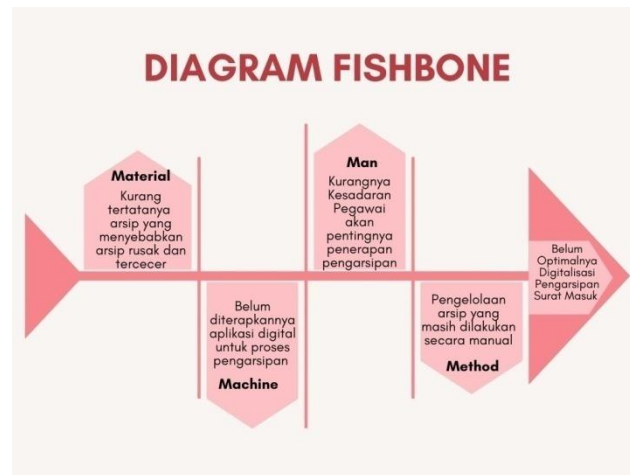 DIAGRAM FISHBONE
Material
Kurang
tertatanya
arsip yang
menyebabkan
arsip rusak dan
tercecer
Belum
diterapkannya
aplikasi digital
untuk proses
pengarsipan
Machine
Man
Kurangnya
Kesadaran
Pegawai
akan
pentingnya
penerapan
pengarsipan
Pengelolaan
arsip yang
masih dilakukan
secara manual
Method
Belum
Optimalnya
Digitalisasi
Pengarsipan
Surat Masuk